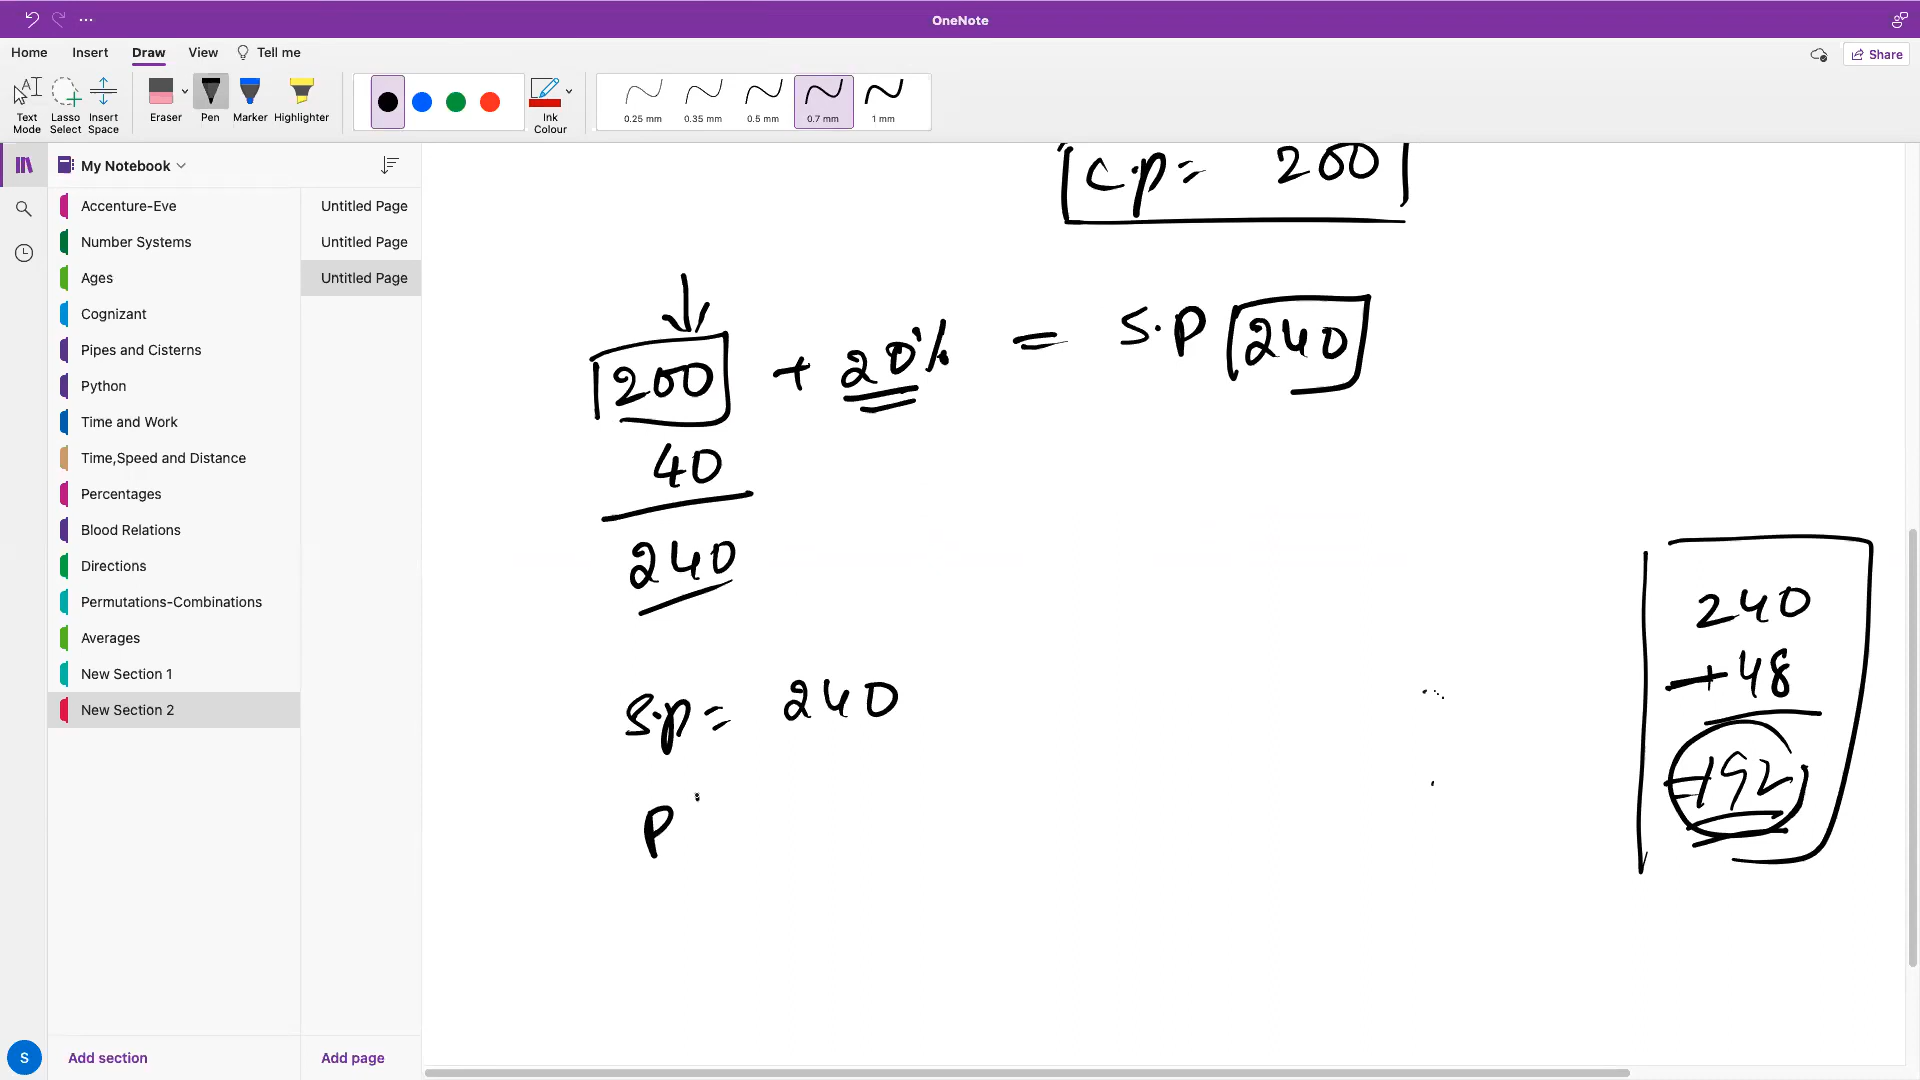 OneNote
Home Insert Draw View Tell me
Share
Text Mode
Lasso Select
Insert Space
Eraser
Pen
Marker
Highlighter
Ink Colour
0.25 mm
0.35 mm
0.5 mm
0.7 mm
1 mm
My Notebook
Accenture-Eve
Number Systems
Ages
Cognizant
Pipes and Cisterns
Python
Time and Work
Time,Speed and Distance
Percentages
Blood Relations
Directions
Permutations-Combinations
Averages
New Section 1
New Section 2
Untitled Page
Untitled Page
Untitled Page
C.P = 200
200 + 20% = S.P 240
40
240
S.P = 240
P
240
+ 48
192
S
Add section
Add page